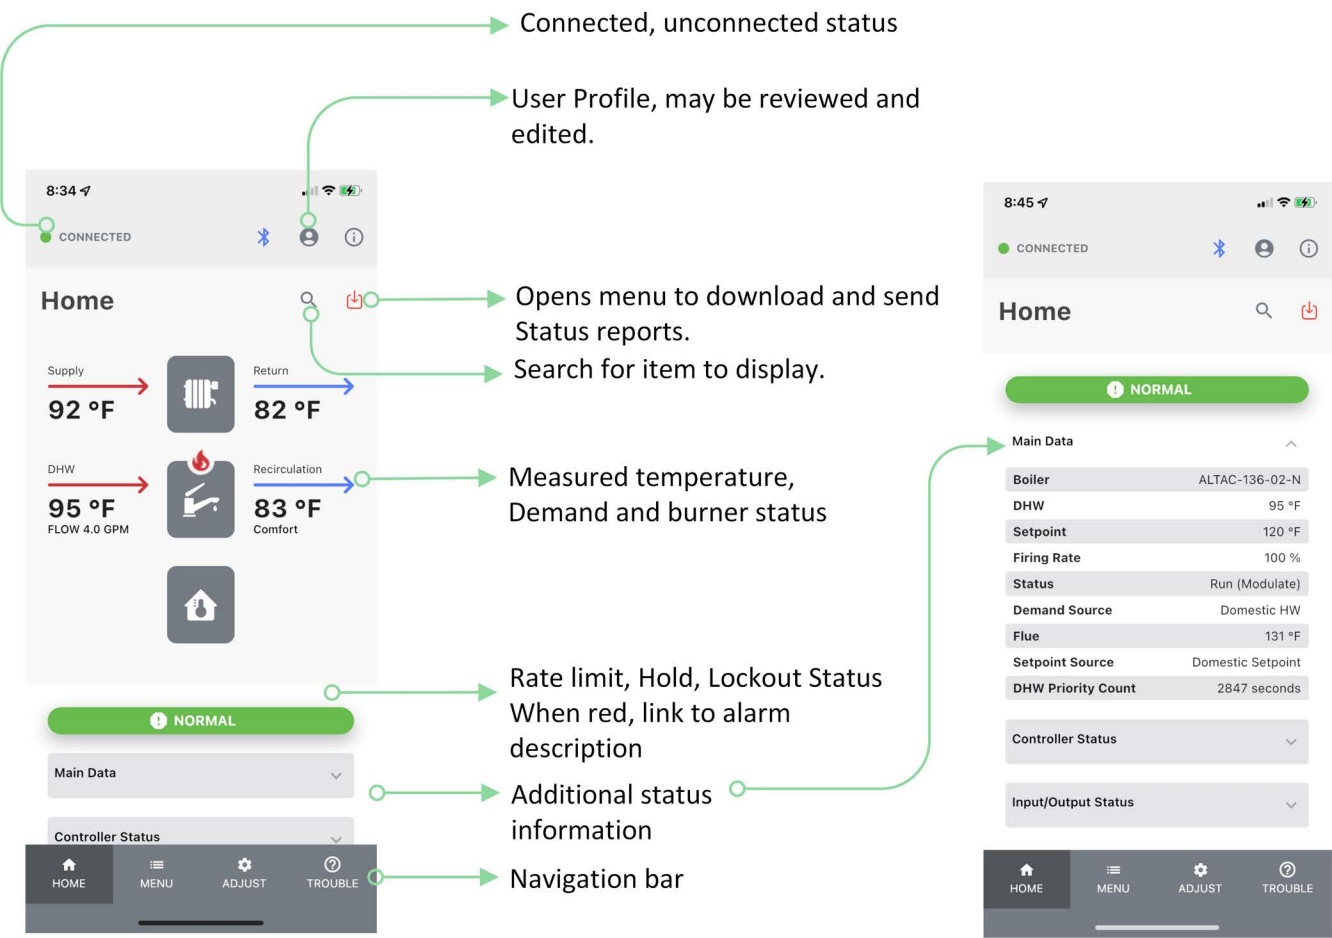 Connected, unconnected status
User Profile, may be reviewed and
edited.
8:34
CONNECTED
Home
Opens menu to download and send
Status reports.
Search for item to display.
Supply
92 °F
Return
82 °F
DHW
95 °F
FLOW 4.0 GPM
Recirculation
83 °F
Comfort
Measured temperature,
Demand and burner status
Rate limit, Hold, Lockout Status
When red, link to alarm
description
NORMAL
Main Data
Additional status
information
Controller Status
HOME MENU ADJUST TROUBLE
Navigation bar
8:45
CONNECTED
Home
NORMAL
Main Data
Boiler ALTAC-136-02-N
DHW 95 °F
Setpoint 120 °F
Firing Rate 100 %
Status Run (Modulate)
Demand Source Domestic HW
Flue 131 °F
Setpoint Source Domestic Setpoint
DHW Priority Count 2847 seconds
Controller Status
Input/Output Status
HOME MENU ADJUST TROUBLE